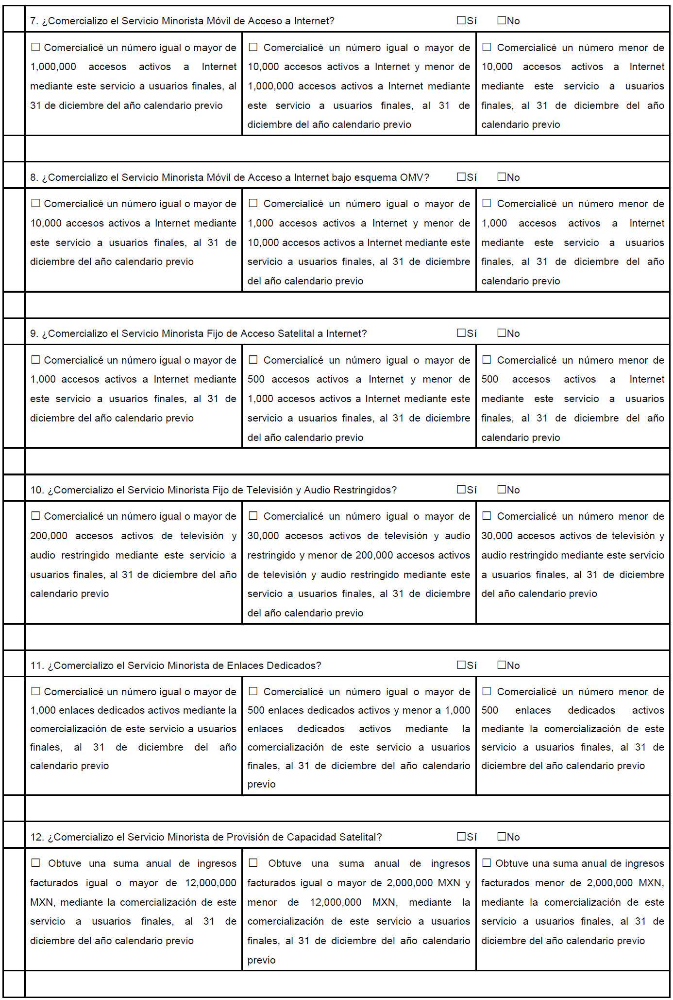 7. ¿Comercializo el Servicio Minorista Móvil de Acceso a Internet? ☐Sí ☐No
☐ Comercialicé un número igual o mayor de
1,000,000 accesos activos a Internet
mediante este servicio a usuarios finales, al
31 de diciembre del año calendario previo
☐ Comercialicé un número igual o mayor de
10,000 accesos activos a Internet y menor de
1,000,000 accesos activos a Internet mediante
este servicio a usuarios finales, al 31 de
diciembre del año calendario previo
☐ Comercialicé un número menor de
10,000 accesos activos a Internet
mediante este servicio a usuarios
finales, al 31 de diciembre del año
calendario previo
8. ¿Comercializo el Servicio Minorista Móvil de Acceso a Internet bajo esquema OMV? ☐Sí ☐No
☐ Comercialicé un número igual o mayor de
10,000 accesos activos a Internet mediante
este servicio a usuarios finales, al 31 de
diciembre del año calendario previo
☐ Comercialicé un número igual o mayor de
1,000 accesos activos a Internet y menor de
10,000 accesos activos a Internet mediante este
servicio a usuarios finales, al 31 de diciembre
del año calendario previo
☐ Comercialicé un número menor de
1,000 accesos activos a Internet
mediante este servicio a usuarios
finales, al 31 de diciembre del año
calendario previo
9. ¿Comercializo el Servicio Minorista Fijo de Acceso Satelital a Internet? ☐Sí ☐No
☐ Comercialicé un número igual o mayor de
1,000 accesos activos a Internet mediante
este servicio a usuarios finales, al 31 de
diciembre del año calendario previo
☐ Comercialicé un número igual o mayor de
500 accesos activos a Internet y menor de
1,000 accesos activos a Internet mediante este
servicio a usuarios finales, al 31 de diciembre
del año calendario previo
☐ Comercialicé un número menor de
500 accesos activos a Internet
mediante este servicio a usuarios
finales, al 31 de diciembre del año
calendario previo
10. ¿Comercializo el Servicio Minorista Fijo de Televisión y Audio Restringidos? ☐Sí ☐No
☐ Comercialicé un número igual o mayor de
200,000 accesos activos de televisión y
audio restringido mediante este servicio a
usuarios finales, al 31 de diciembre del año
calendario previo
☐ Comercialicé un número igual o mayor de
30,000 accesos activos de televisión y audio
restringido y menor de 200,000 accesos activos
de televisión y audio restringido mediante este
servicio a usuarios finales, al 31 de diciembre
del año calendario previo
☐ Comercialicé un número menor de
30,000 accesos activos de televisión y
audio restringido mediante este servicio
a usuarios finales, al 31 de diciembre
del año calendario previo
11. ¿Comercializo el Servicio Minorista de Enlaces Dedicados? ☐Sí ☐No
☐ Comercialicé un número igual o mayor de
1,000 enlaces dedicados activos mediante la
comercialización de este servicio a usuarios
finales, al 31 de diciembre del año
calendario previo
☐ Comercialicé un número igual o mayor de
500 enlaces dedicados activos y menor a 1,000
enlaces dedicados activos mediante la
comercialización de este servicio a usuarios
finales, al 31 de diciembre del año calendario
previo
☐ Comercialicé un número menor de
500 enlaces dedicados activos
mediante la comercialización de este
servicio a usuarios finales, al 31 de
diciembre del año calendario previo
12. ¿Comercializo el Servicio Minorista de Provisión de Capacidad Satelital? ☐Sí ☐No
☐ Obtuve una suma anual de ingresos
facturados igual o mayor de 12,000,000
MXN, mediante la comercialización de este
servicio a usuarios finales, al 31 de
diciembre del año calendario previo
☐ Obtuve una suma anual de ingresos
facturados igual o mayor de 2,000,000 MXN y
menor de 12,000,000 MXN, mediante la
comercialización de este servicio a usuarios
finales, al 31 de diciembre del año calendario
previo
☐ Obtuve una suma anual de ingresos
facturados menor de 2,000,000 MXN,
mediante la comercialización de este
servicio a usuarios finales, al 31 de
diciembre del año calendario previo